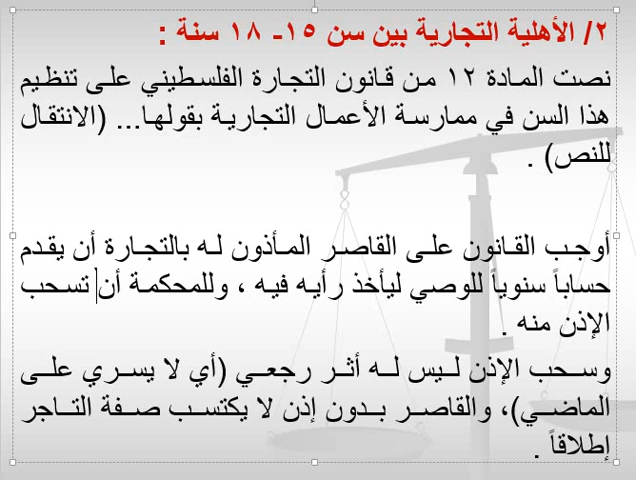 ٢/ الأهلية التجارية بين سن ١٥- ١٨ سنة :
نصت المادة ١٢ من قانون التجارة الفلسطيني على تنظيم
هذا السن في ممارسة الأعمال التجارية بقولها... (الانتقال
للنص) .
أوجب القانون على القاصر المأذون له بالتجارة أن يقدم
حساباً سنوياً للوصي ليأخذ رأيه فيه ، وللمحكمة أن تسحب
الإذن منه .
وسحب الإذن ليس له أثر رجعي (أي لا يسري على
الماضي)، والقاصر بدون إذن لا يكتسب صفة التاجر
إطلاقاً .